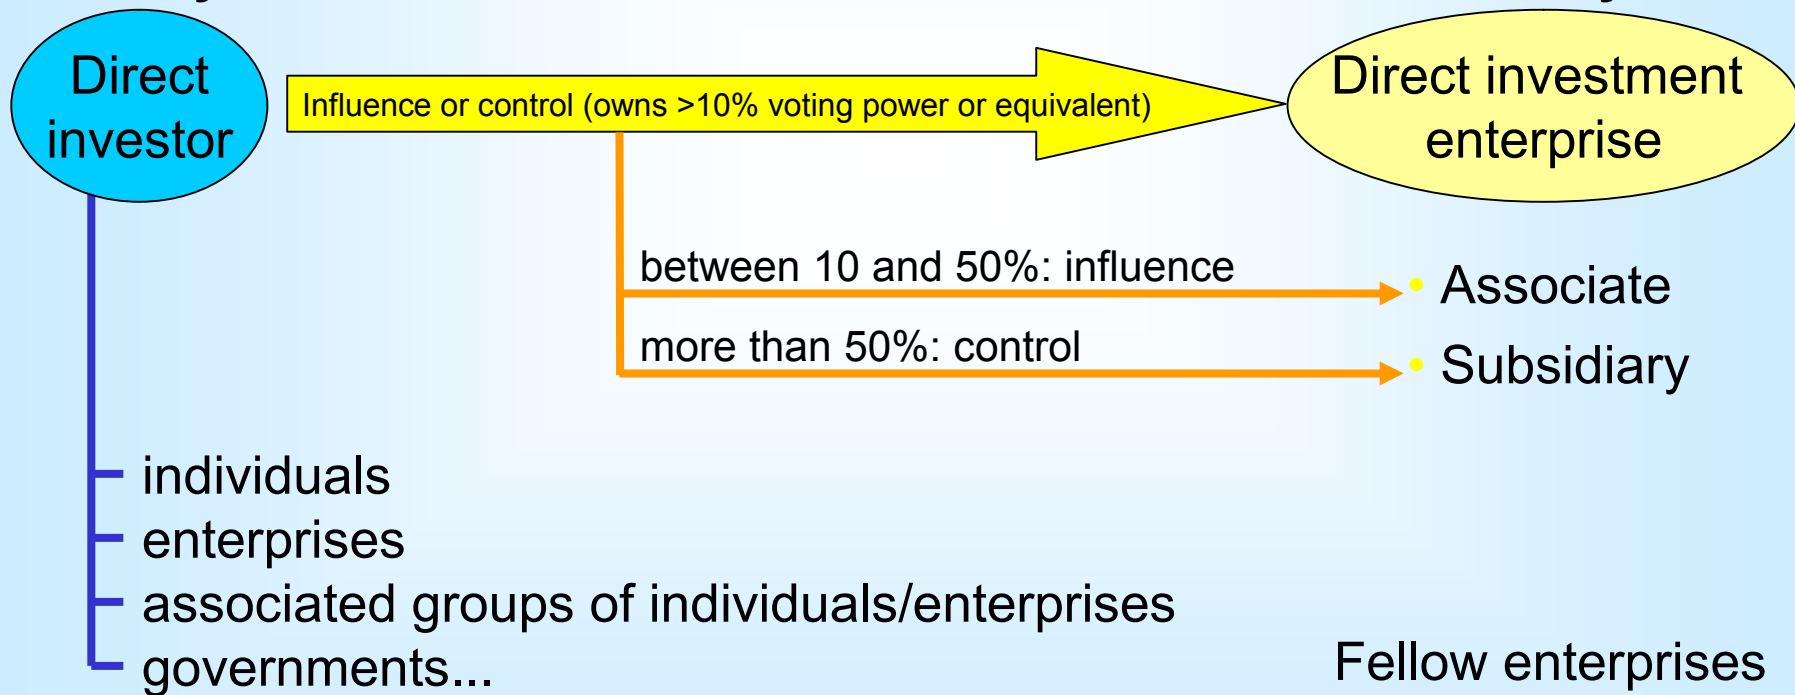 Direct
investor
Influence or control (owns >10% voting power or equivalent)
Direct investment
enterprise
between 10 and 50%: influence
• Associate
more than 50%: control
• Subsidiary
individuals
enterprises
associated groups of individuals/enterprises
governments...
Fellow enterprises